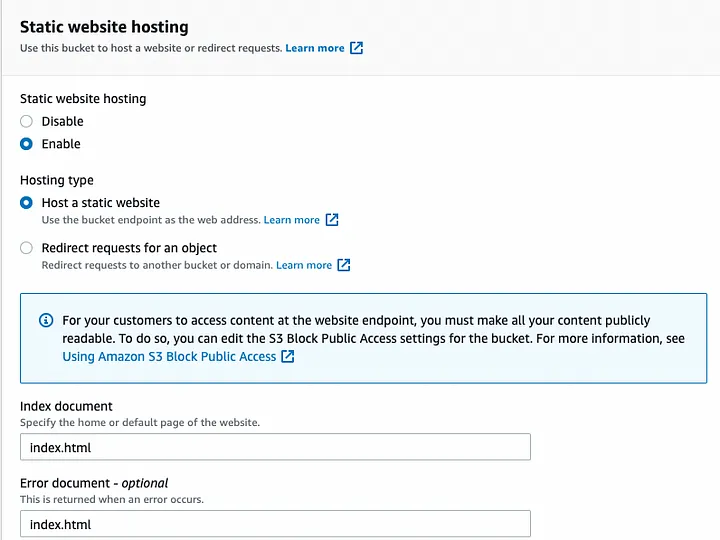 Static website hosting
Use this bucket to host a website or redirect requests. Learn more
Static website hosting
Disable
Enable
Hosting type
Host a static website
Use the bucket endpoint as the web address. Learn more
Redirect requests for an object
Redirect requests to another bucket or domain. Learn more
For your customers to access content at the website endpoint, you must make all your content publicly
readable. To do so, you can edit the S3 Block Public Access settings for the bucket. For more information, see
Using Amazon S3 Block Public Access
Index document
Specify the home or default page of the website.
index.html
Error document - optional
This is returned when an error occurs.
index.html